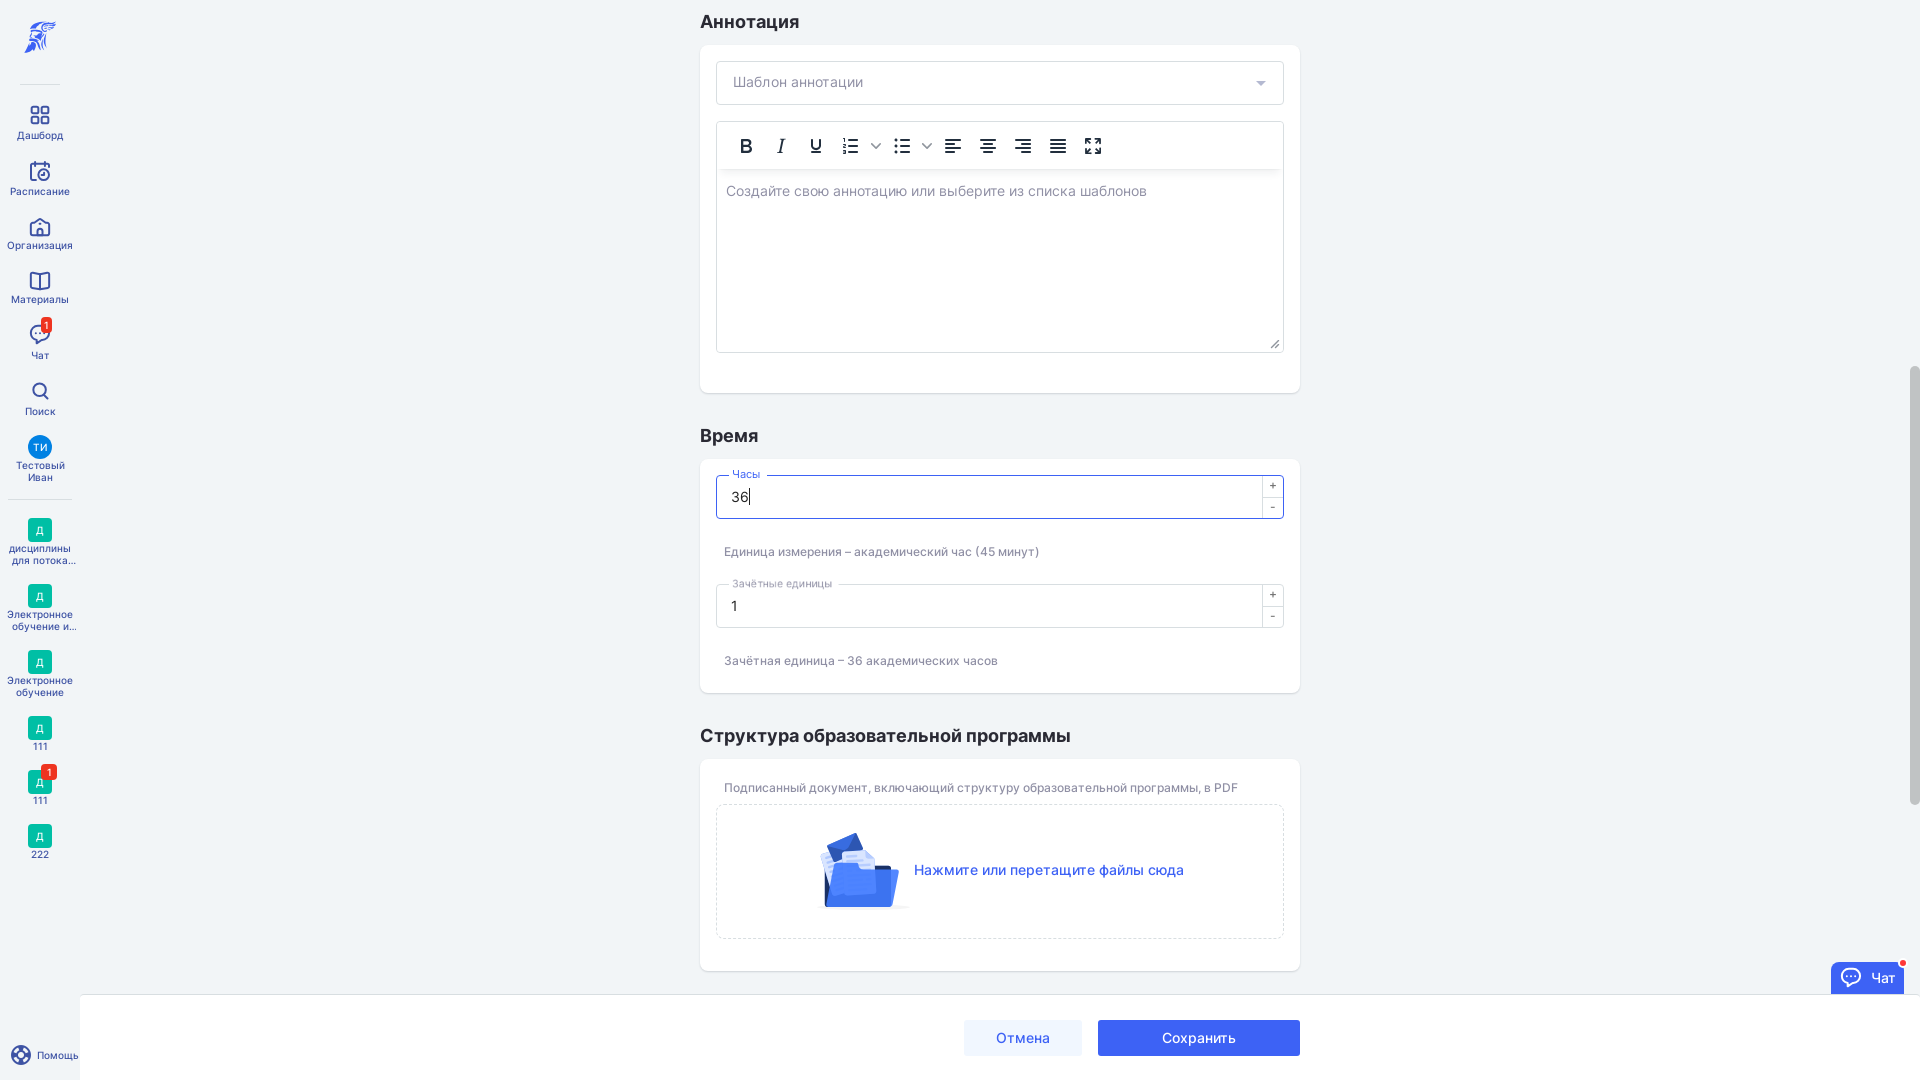 Дашборд
Расписание
Организация
Материалы
1
Чат
Поиск
ТИ
Тестовый
Иван
Д
дисциплины
для потока...
Д
Электронное
обучение и...
Д
Электронное
обучение
Д
111
1
Д
111
Д
222
Помощь
Аннотация
Шаблон аннотации
B I U
Создайте свою аннотацию или выберите из списка шаблонов
Время
Часы
36
+
-
Единица измерения – академический час (45 минут)
Зачётные единицы
1
+
-
Зачётная единица – 36 академических часов
Структура образовательной программы
Подписанный документ, включающий структуру образовательной программы, в PDF
Нажмите или перетащите файлы сюда
Чат
Отмена
Сохранить